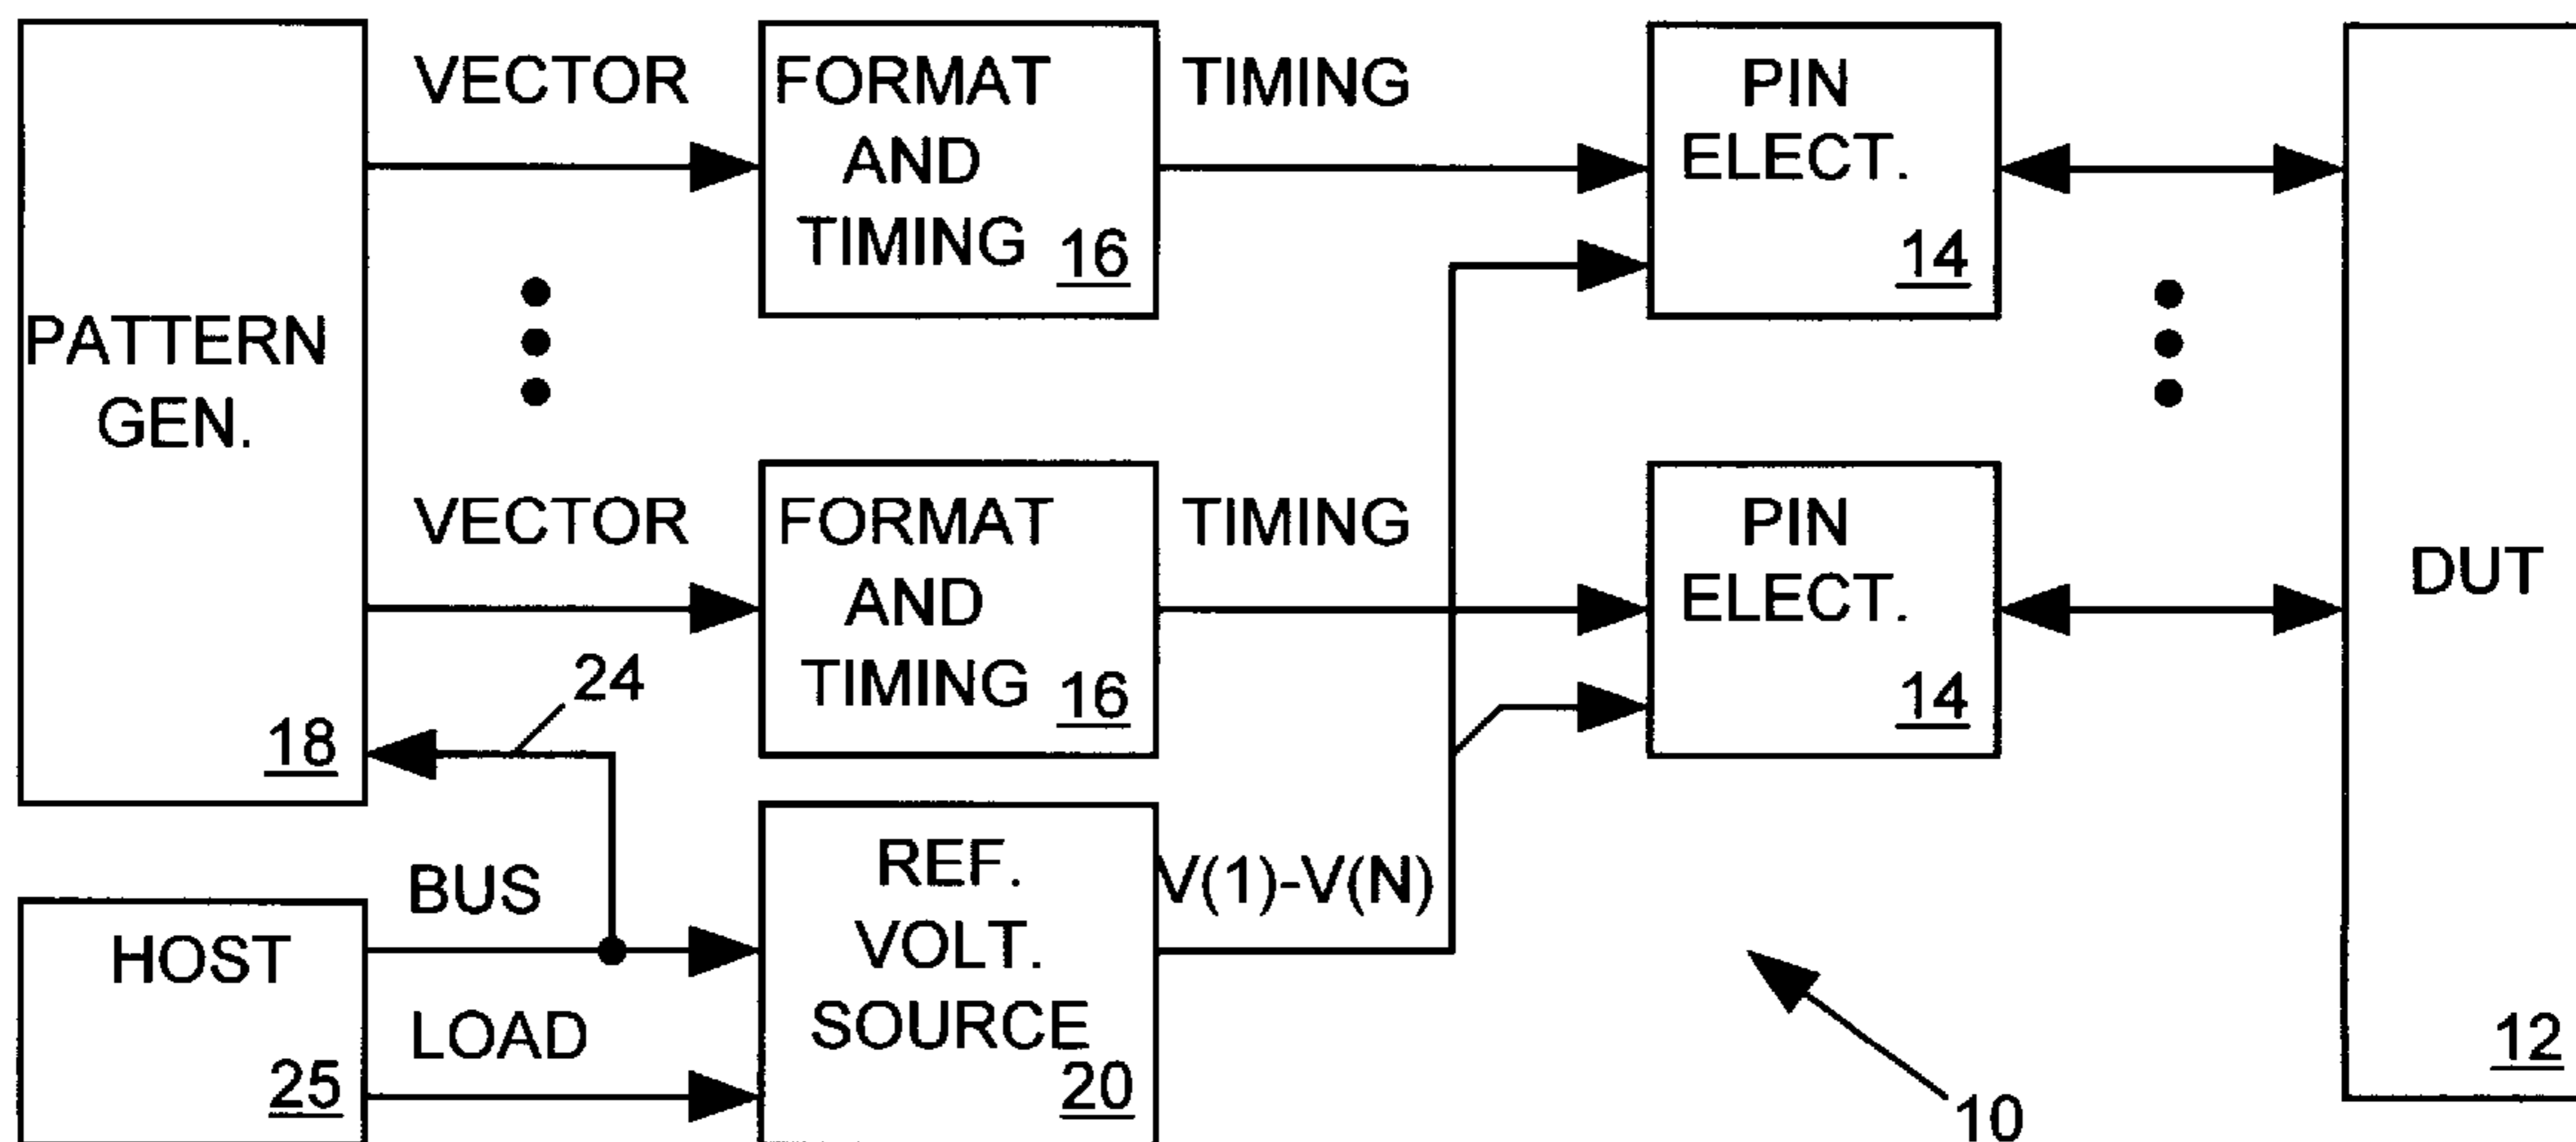 VECTOR
FORMAT
AND
TIMING
16
TIMING
PIN
ELECT.
14
PATTERN
GEN.
18
VECTOR
FORMAT
AND
TIMING
16
TIMING
PIN
ELECT.
14
DUT
12
24
BUS
HOST
LOAD
25
REF.
VOLT.
SOURCE
20
V(1)-V(N)
10